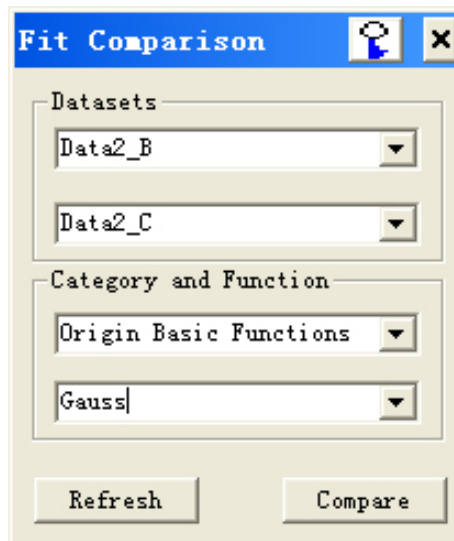 Fit Comparison
Datasets
Data2_B
Data2_C
Category and Function
Origin Basic Functions
Gauss
Refresh Compare